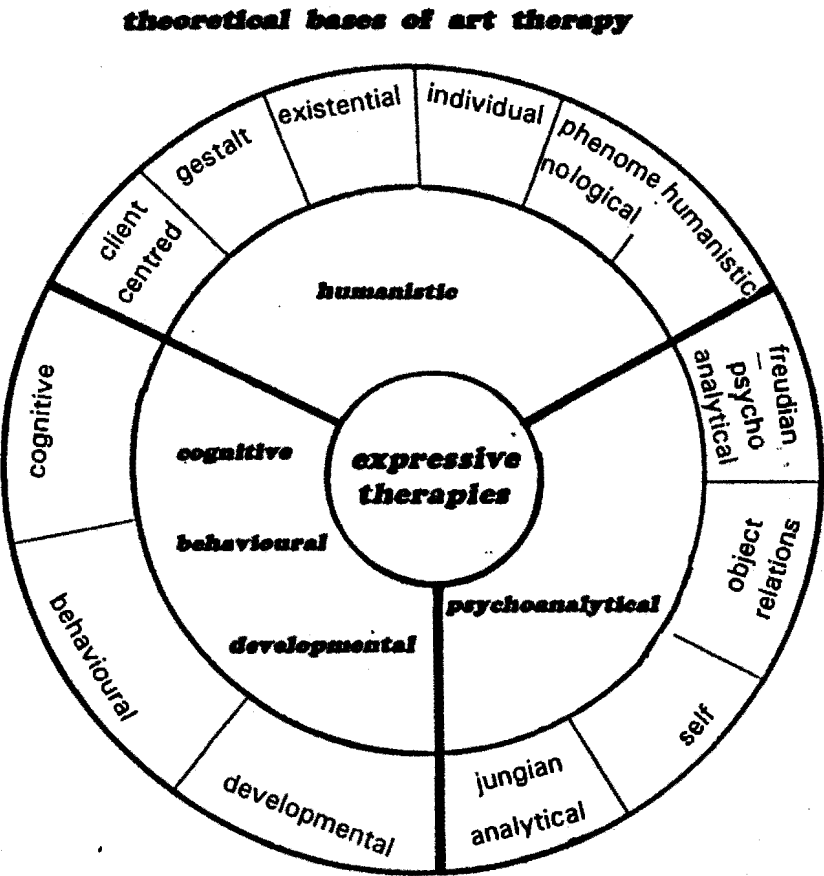 theoretical bases of art therapy
existential
individual
gestalt
phenome
nological
humanistic
client
centred
humanistic
freudian
–
psycho
analytical
cognitive
cognitive
expressive
therapies
behavioural
object
relations
psychoanalytical
behavioural
developmental
self
jungian
analytical
developmental